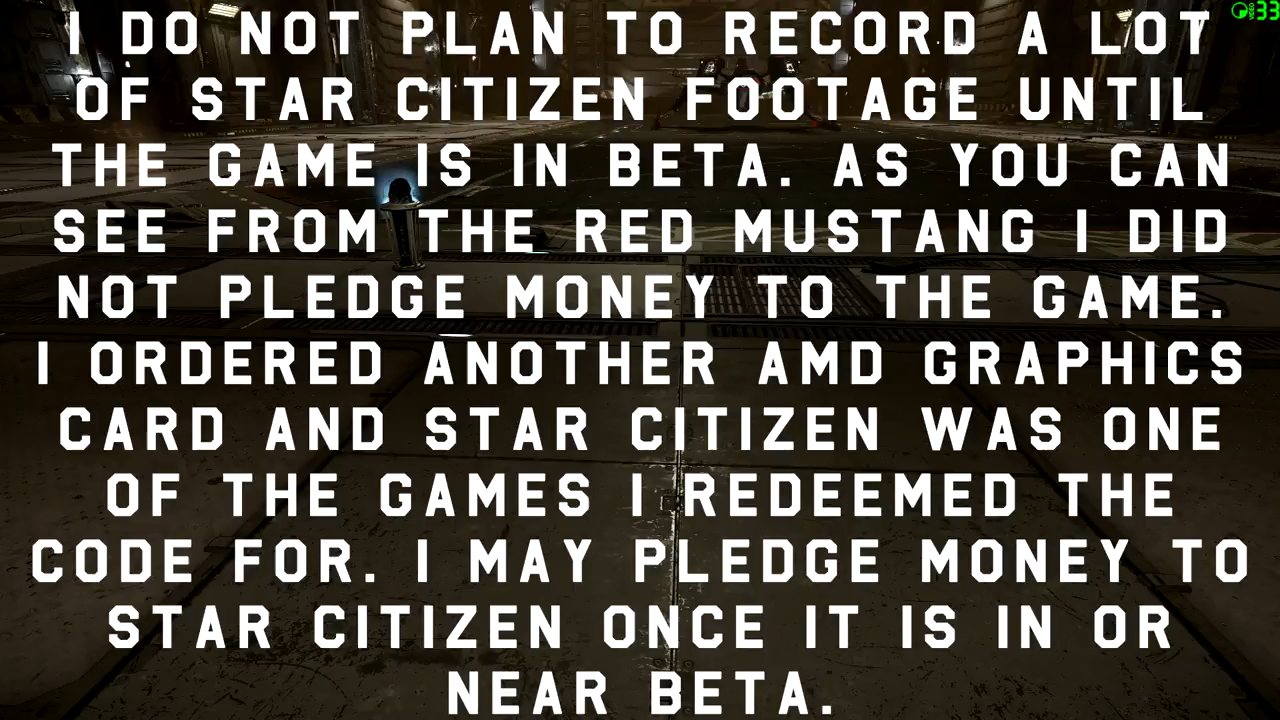 I DO NOT PLAN TO RECORD A LOT
OF STAR CITIZEN FOOTAGE UNTIL
THE GAME IS IN BETA. AS YOU CAN
SEE FROM THE RED MUSTANG I DID
NOT PLEDGE MONEY TO THE GAME.
I ORDERED ANOTHER AMD GRAPHICS
CARD AND STAR CITIZEN WAS ONE
OF THE GAMES I REDEEMED THE
CODE FOR. I MAY PLEDGE MONEY TO
STAR CITIZEN ONCE IT IS IN OR
NEAR BETA.
VIDEO 33